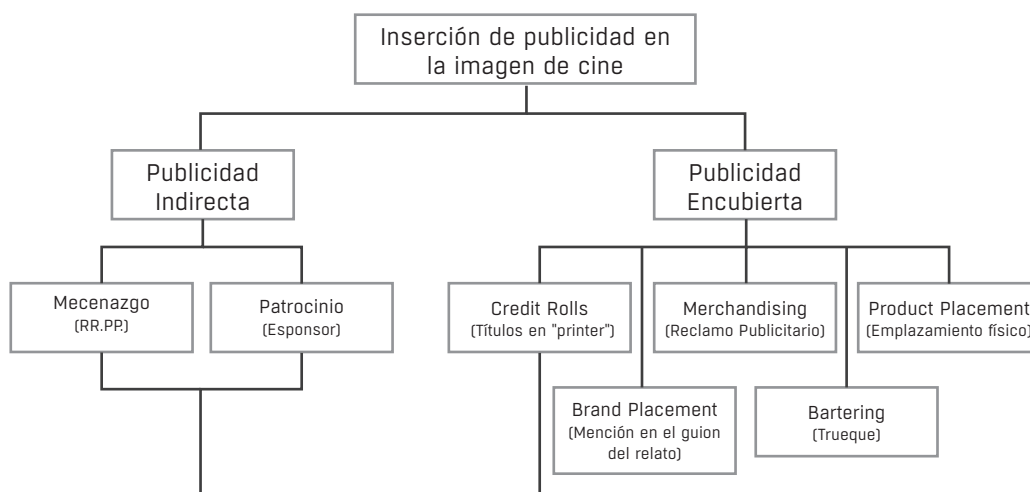 Inserción de publicidad en
la imagen de cine
Publicidad
Indirecta
Publicidad
Encubierta
Mecenazgo
(RR.PP.)
Patrocinio
(Esponsor)
Credit Rolls
(Títulos en "printer")
Merchandising
(Reclamo Publicitario)
Product Placement
(Emplazamiento físico)
Brand Placement
(Mención en el guion
del relato)
Bartering
(Trueque)